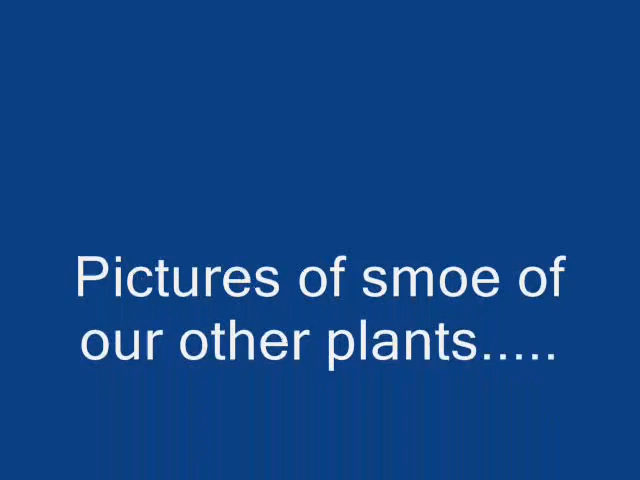 Pictures of smoe of
our other plants.....